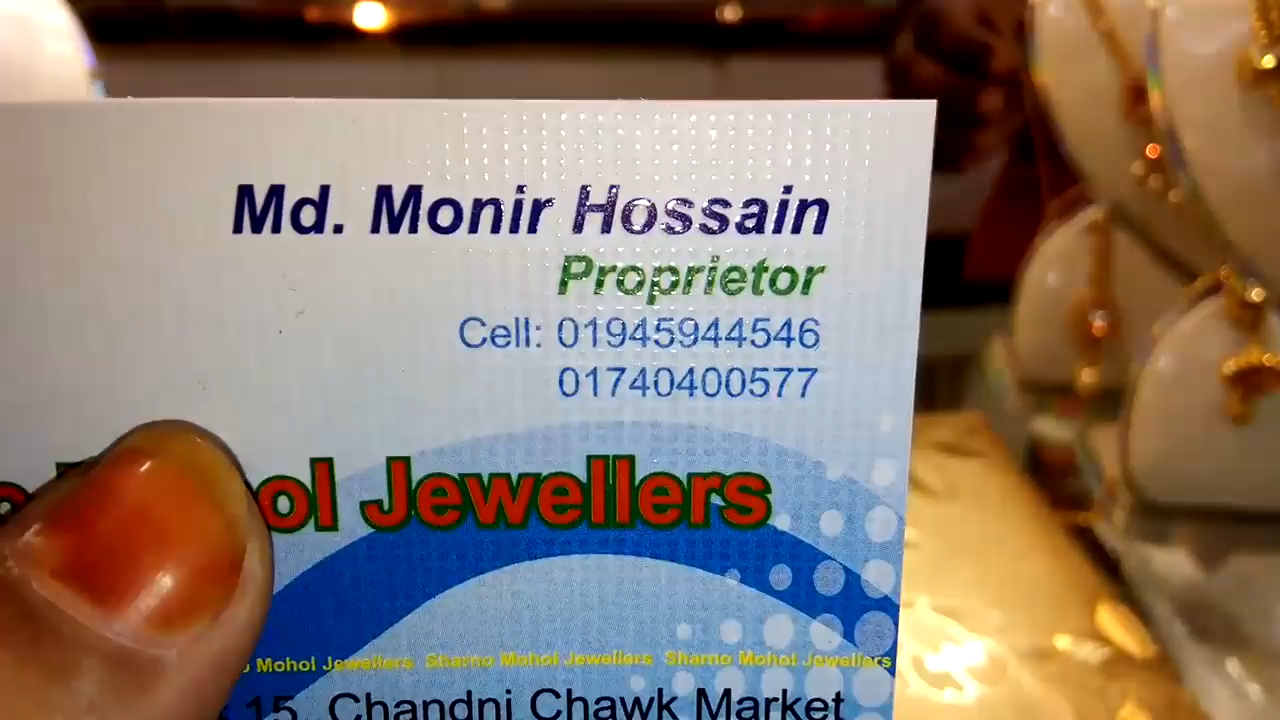 Md. Monir Hossain
Proprietor
Cell: 01945944546
01740400577
Jewellers
Mohol Jewellers Sharno Mohol Jewellers Sharno Mohol Jewellers
15, Chandni Chawk Market